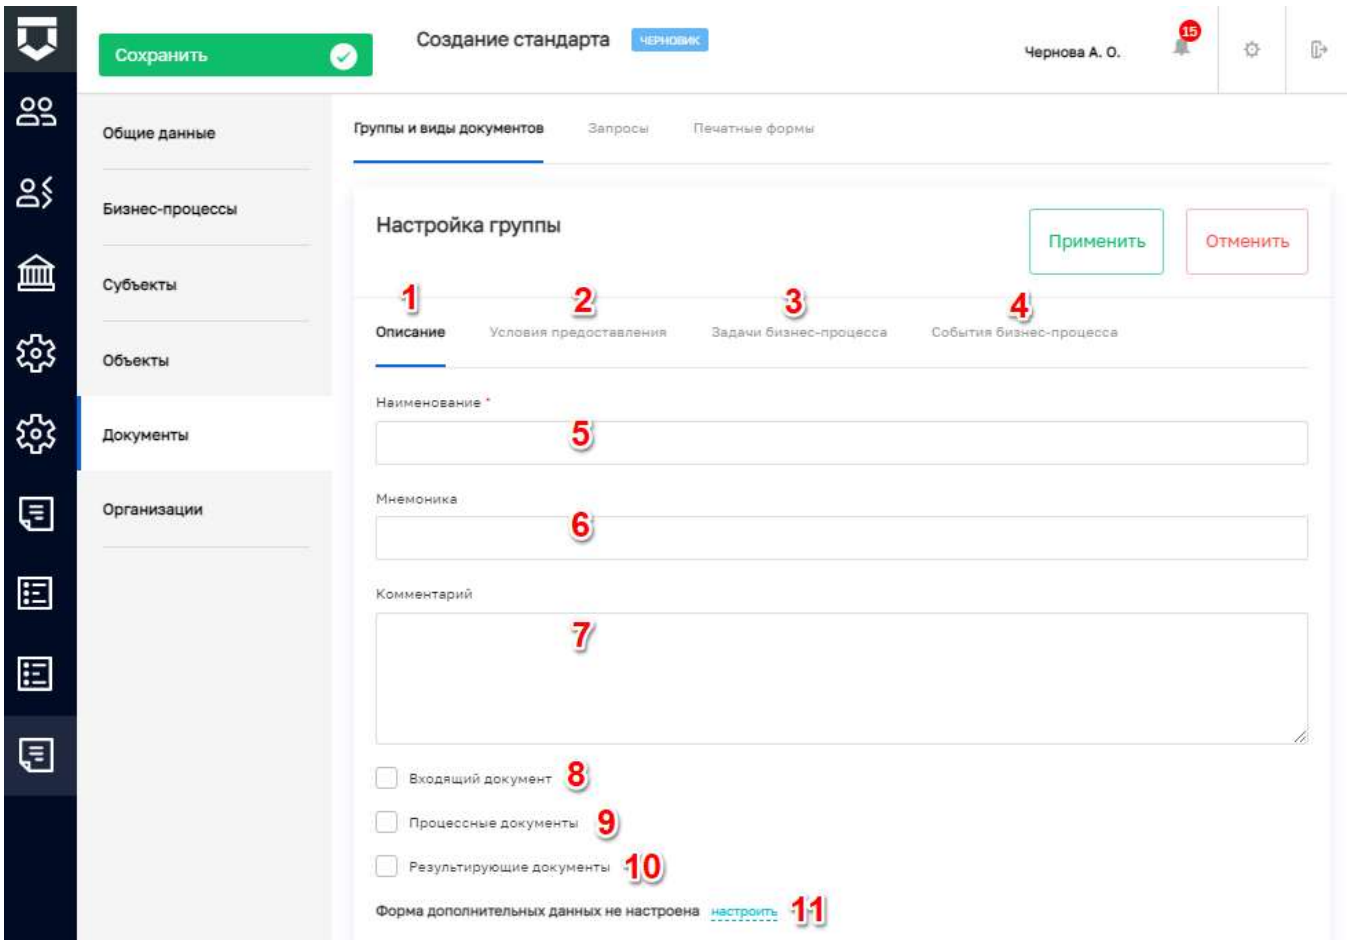 Сохранить
Создание стандарта ЧЕРНОВИК
Чернова А. О.
15
Общие данные
Бизнес-процессы
Субъекты
Объекты
Документы
Организации
Группы и виды документов Запросы Печатные формы
Настройка группы
Применить Отменить
1 2 3 4
Описание Условия предоставления Задачи бизнес-процесса События бизнес-процесса
Наименование *
5
Мнемоника
6
Комментарий
7
Входящий документ 8
Процессные документы 9
Результирующие документы 10
Форма дополнительных данных не настроена настроить 11